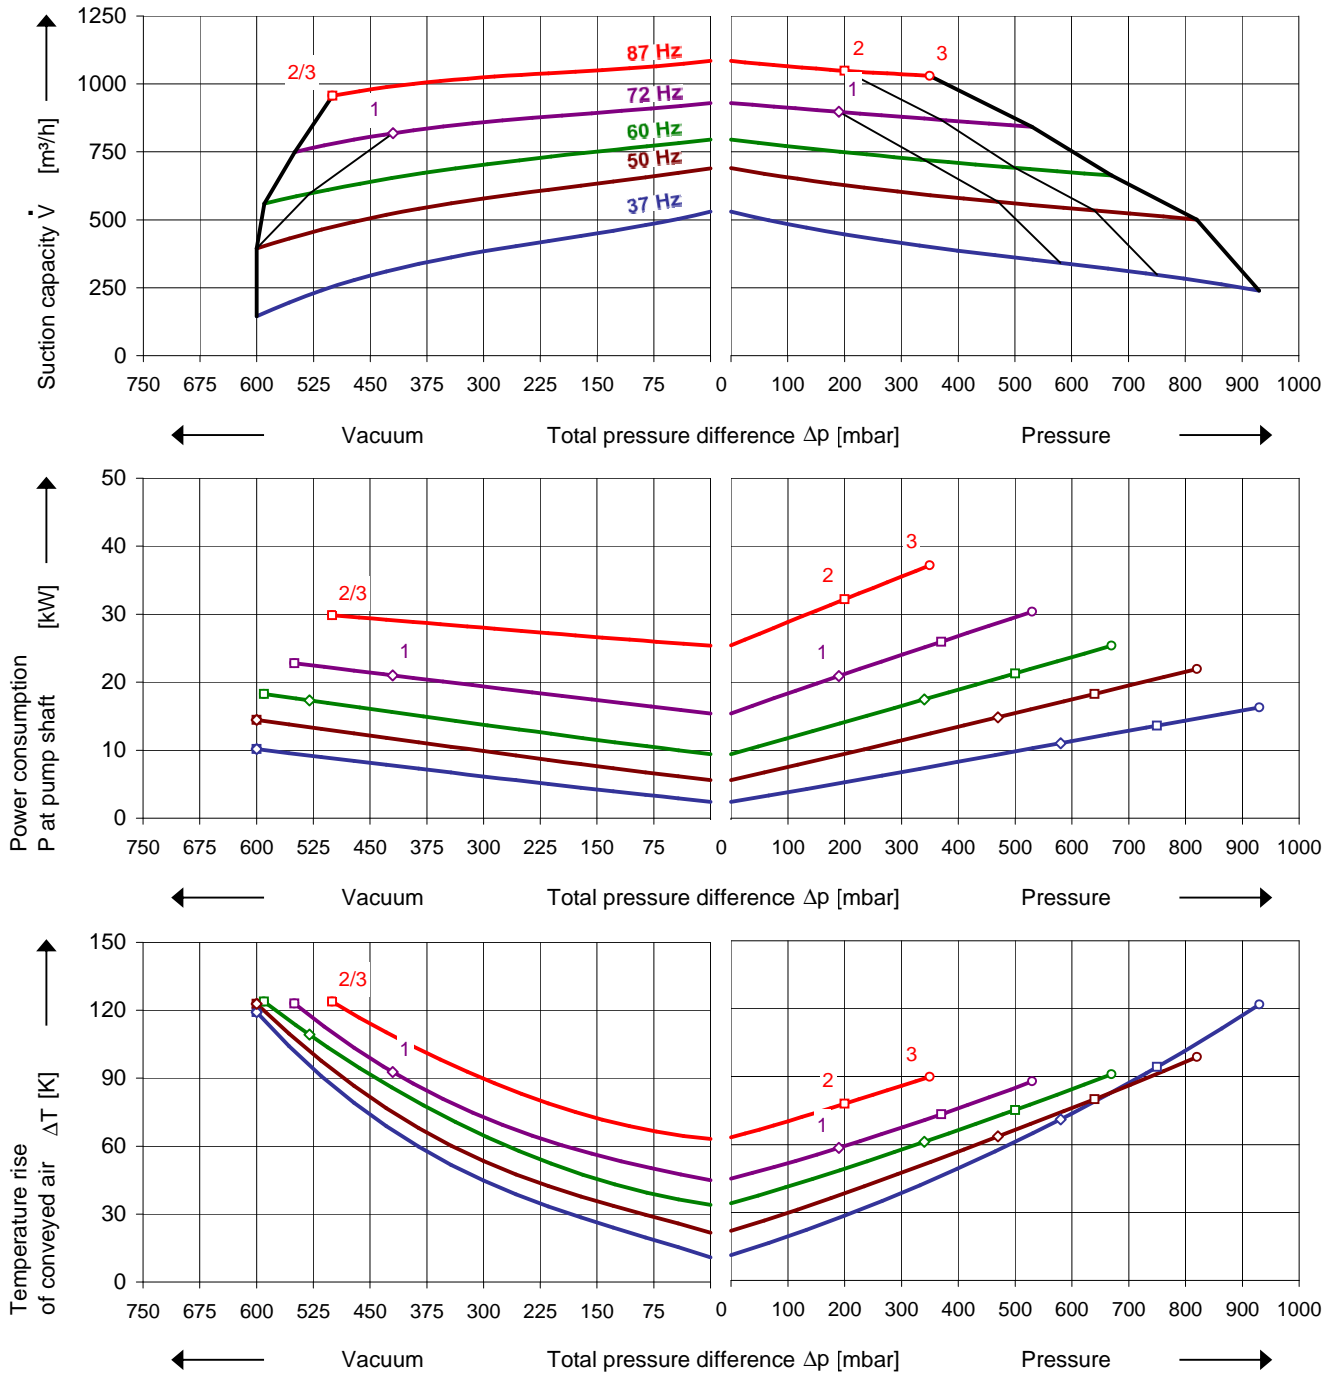 Suction capacity V̇ [m³/h]
1250
1000
750
500
250
0
2/3
1
87 Hz
72 Hz
60 Hz
50 Hz
37 Hz
2
3
1
750 675 600 525 450 375 300 225 150 75 0 100 200 300 400 500 600 700 800 900 1000
Vacuum Total pressure difference Δp [mbar] Pressure
Power consumption
P at pump shaft [kW]
50
40
30
20
10
0
2/3
1
3
2
1
750 675 600 525 450 375 300 225 150 75 0 100 200 300 400 500 600 700 800 900 1000
Vacuum Total pressure difference Δp [mbar] Pressure
Temperature rise
of conveyed air ΔT [K]
150
120
90
60
30
0
2/3
1
3
2
1
750 675 600 525 450 375 300 225 150 75 0 100 200 300 400 500 600 700 800 900 1000
Vacuum Total pressure difference Δp [mbar] Pressure